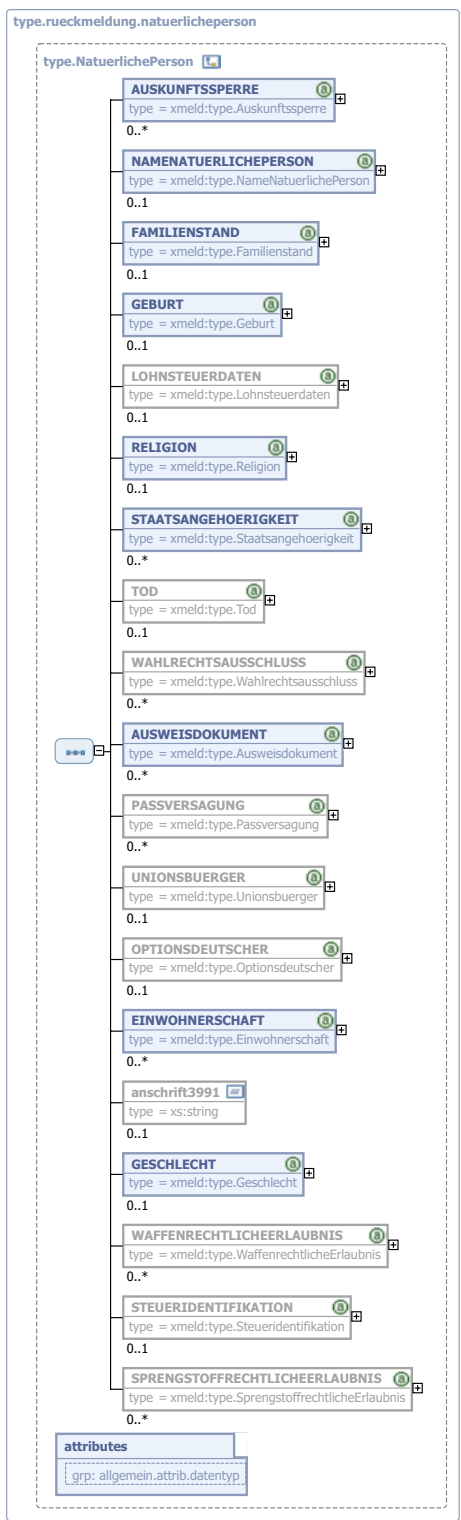 type.rueckmeldung.natuerlicheperson
type.NatuerlichePerson
AUSKUNFTSSPERRE
type = xmeld:type.Auskunftssperre
0..*
NAMENATUERLICHEPERSON
type = xmeld:type.NameNatuerlichePerson
0..1
FAMILIENSTAND
type = xmeld:type.Familienstand
0..1
GEBURT
type = xmeld:type.Geburt
0..1
LOHNSTEUERDATEN
type = xmeld:type.Lohnsteuerdaten
0..1
RELIGION
type = xmeld:type.Religion
0..1
STAATSANGEHOERIGKEIT
type = xmeld:type.Staatsangehoerigkeit
0..*
TOD
type = xmeld:type.Tod
0..1
WAHLRECHTSAUSSCHLUSS
type = xmeld:type.Wahlrechtsausschluss
0..*
AUSWEISDOKUMENT
type = xmeld:type.Ausweisdokument
0..*
PASSVERSAGUNG
type = xmeld:type.Passversagung
0..*
UNIONSBUERGER
type = xmeld:type.Unionsbuerger
0..1
OPTIONSDEUTSCHER
type = xmeld:type.Optionsdeutscher
0..1
EINWOHNERSCHAFT
type = xmeld:type.Einwohnerschaft
0..*
anschrift3991
type = xs:string
0..1
GESCHLECHT
type = xmeld:type.Geschlecht
0..1
WAFFENRECHTLICHEERLAUBNIS
type = xmeld:type.WaffenrechtlicheErlaubnis
0..*
STEUERIDENTIFIKATION
type = xmeld:type.Steueridentifikation
0..1
SPRENGSTOFFRECHTLICHEERLAUBNIS
type = xmeld:type.SprengstoffrechtlicheErlaubnis
0..*
attributes
grp: allgemein.attrib.datentyp